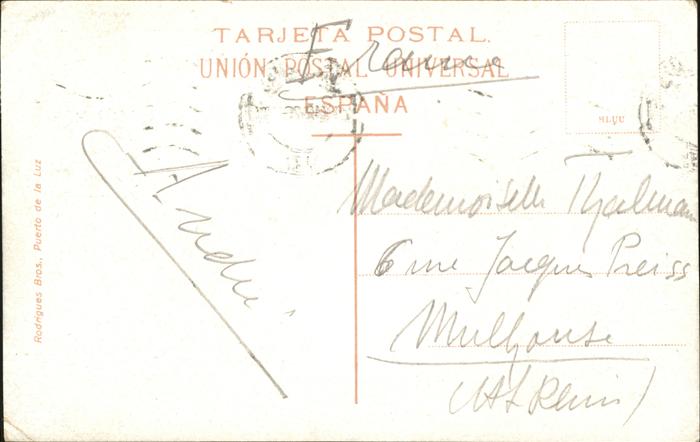 TARJETA POSTAL.
UNIÓN POSTAL UNIVERSAL
ESPAÑA
France
André
Mademoiselle
6 rue Jacques Preiss
Mulhouse
Rodrigues Bros., Puerto de la Luz